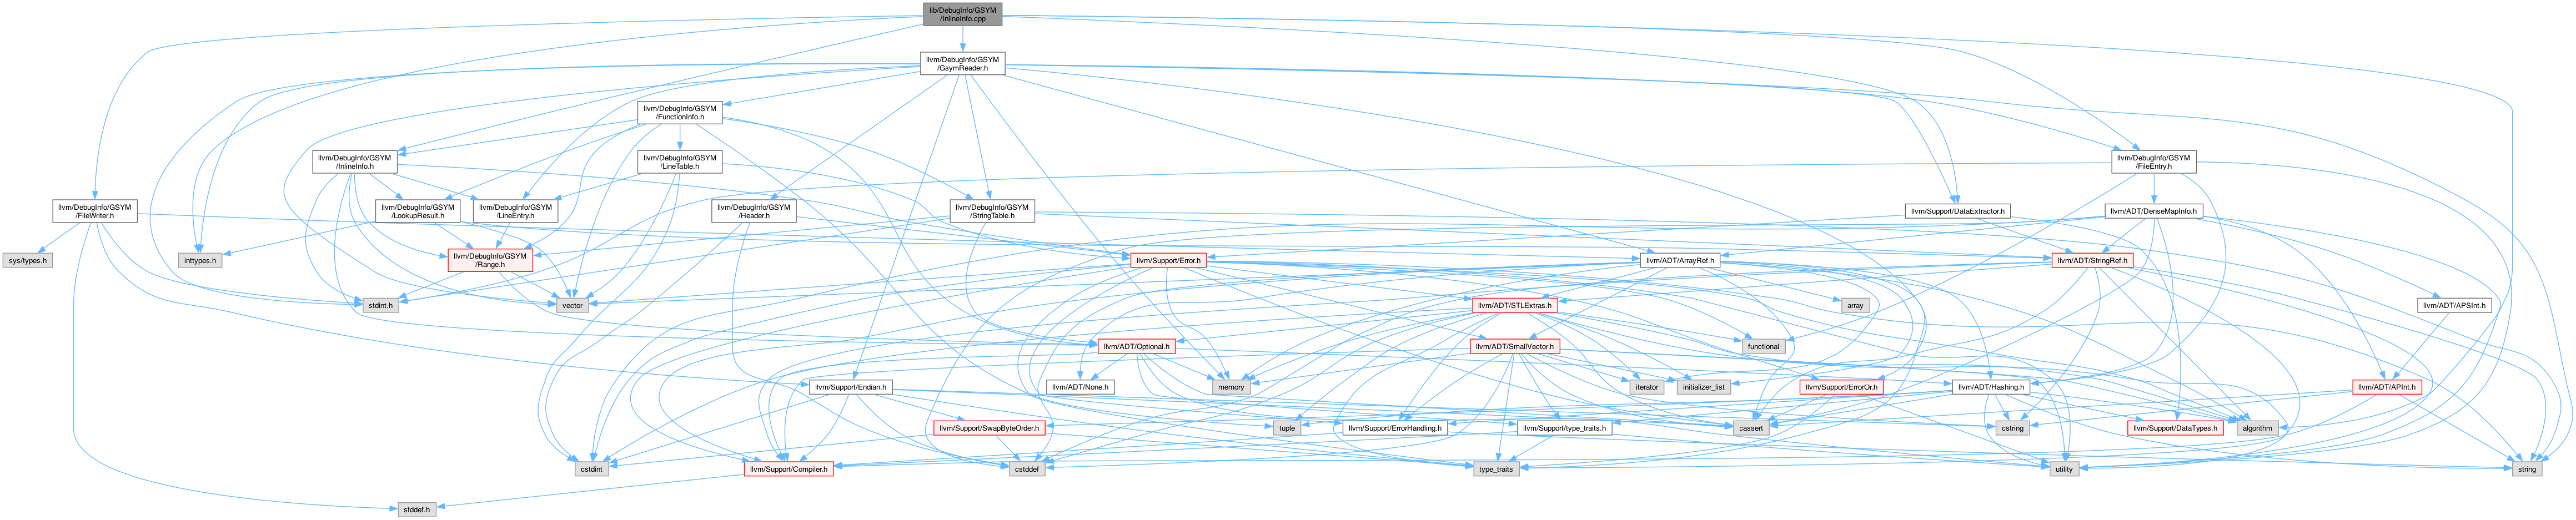 lib/DebugInfo/GSYM
/InlineInfo.cpp
llvm/DebugInfo/GSYM
/GsymReader.h
llvm/DebugInfo/GSYM
/FunctionInfo.h
llvm/DebugInfo/GSYM
/InlineInfo.h
llvm/DebugInfo/GSYM
/LineTable.h
llvm/DebugInfo/GSYM
/FileEntry.h
llvm/DebugInfo/GSYM
/FileWriter.h
llvm/DebugInfo/GSYM
/LookupResult.h
llvm/DebugInfo/GSYM
/LineEntry.h
llvm/DebugInfo/GSYM
/Header.h
llvm/DebugInfo/GSYM
/StringTable.h
llvm/Support/DataExtractor.h
llvm/ADT/DenseMapInfo.h
sys/types.h
inttypes.h
llvm/DebugInfo/GSYM
/Range.h
llvm/Support/Error.h
llvm/ADT/ArrayRef.h
llvm/ADT/StringRef.h
stdint.h
vector
llvm/ADT/STLExtras.h
array
llvm/ADT/APSInt.h
llvm/ADT/Optional.h
llvm/ADT/SmallVector.h
functional
llvm/Support/Endian.h
llvm/ADT/None.h
memory
iterator
initializer_list
llvm/Support/ErrorOr.h
llvm/ADT/Hashing.h
llvm/ADT/APInt.h
llvm/Support/SwapByteOrder.h
tuple
llvm/Support/ErrorHandling.h
llvm/Support/type_traits.h
cassert
cstring
llvm/Support/DataTypes.h
algorithm
cstdint
llvm/Support/Compiler.h
cstddef
type_traits
utility
string
stddef.h